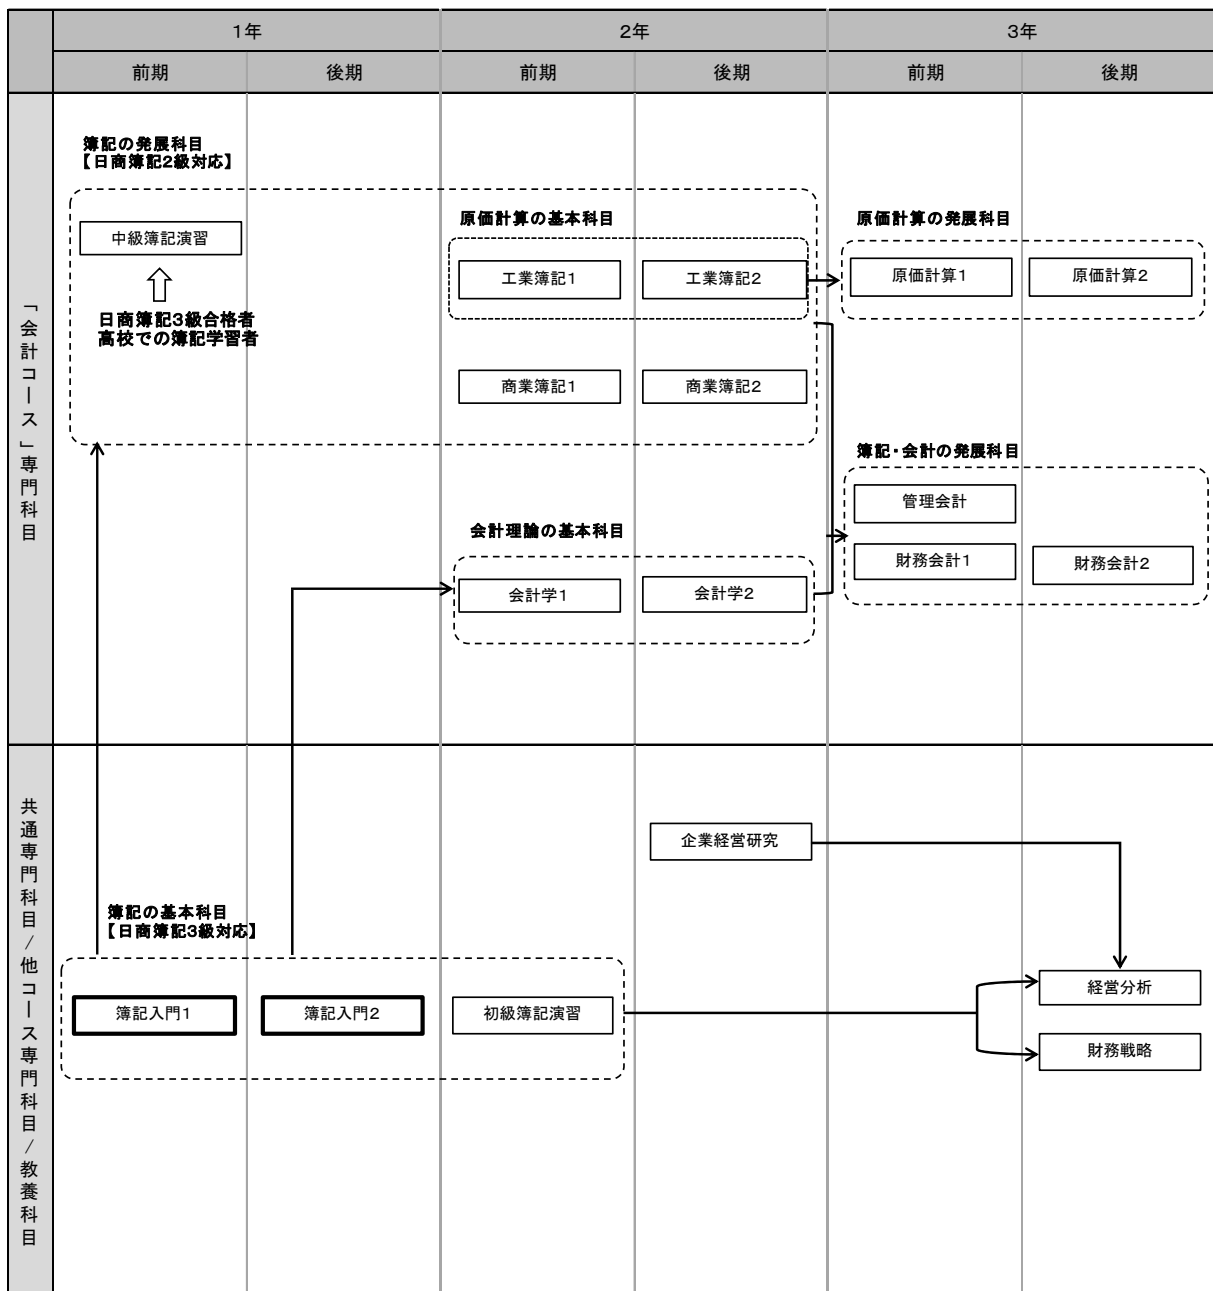 1年
2年
3年
前期
後期
前期
後期
前期
後期
「会計コース」専門科目
簿記の発展科目
【日商簿記2級対応】
中級簿記演習
日商簿記3級合格者
高校での簿記学習者
原価計算の基本科目
工業簿記1
工業簿記2
商業簿記1
商業簿記2
原価計算の発展科目
原価計算1
原価計算2
会計理論の基本科目
会計学1
会計学2
簿記・会計の発展科目
管理会計
財務会計1
財務会計2
共通専門科目/他コース専門科目/教養科目
簿記の基本科目
【日商簿記3級対応】
簿記入門1
簿記入門2
初級簿記演習
企業経営研究
経営分析
財務戦略